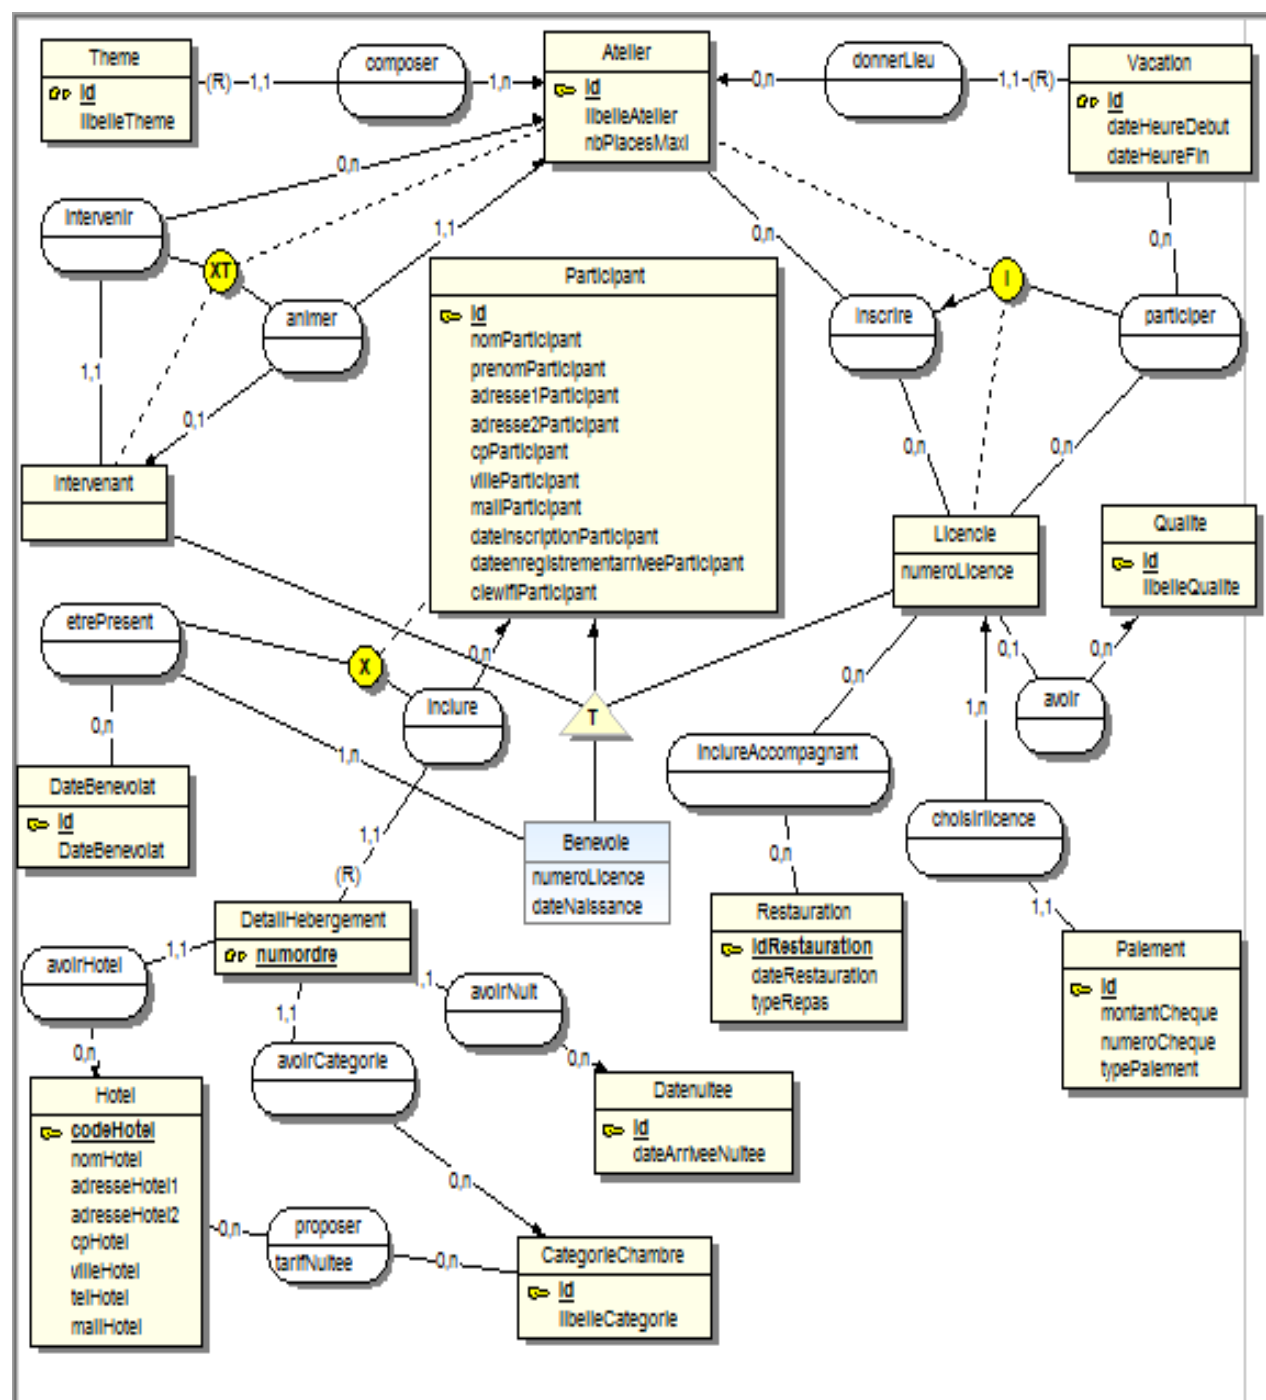 Theme
id
libelleTheme
(R)
1,1
composer
1,n
Atelier
id
libelleAtelier
nbPlacesMaxi
0,n
donnerLieu
1,1
(R)
Vacation
id
dateHeureDebut
dateHeureFin
intervenir
0,n
XT
1,1
animer
1,1
0,1
Intervenant
Participant
id
nomParticipant
prenomParticipant
adresse1Participant
adresse2Participant
cpParticipant
villeParticipant
mailParticipant
dateinscriptionParticipant
dateenregistrementarriveeParticipant
clewifiParticipant
0,n
I
0,n
inscrire
participer
0,n
0,n
Licencie
numeroLicence
Qualite
id
libelleQualite
etrePresent
X
0,n
inclure
T
0,n
1,n
0,n
0,1
0,n
avoir
1,n
inclureAccompagnant
DateBenevolat
id
DateBenevolat
1,1
(R)
Benevole
numeroLicence
dateNaissance
choisirlicence
0,n
1,1
DetailHebergement
numordre
Restauration
idRestauration
dateRestauration
typeRepas
Paiement
id
montantCheque
numeroCheque
typePaiement
avoirHotel
1,1
1,1
,1
avoirNuit
0,n
avoirCategorie
0,n
Hotel
codeHotel
nomHotel
adresseHotel1
adresseHotel2
cpHotel
villeHotel
telHotel
mailHotel
Datenuitee
id
dateArriveeNuitee
0,n
0,n
proposer
tarifNuitee
0,n
CategorieChambre
id
libelleCategorie